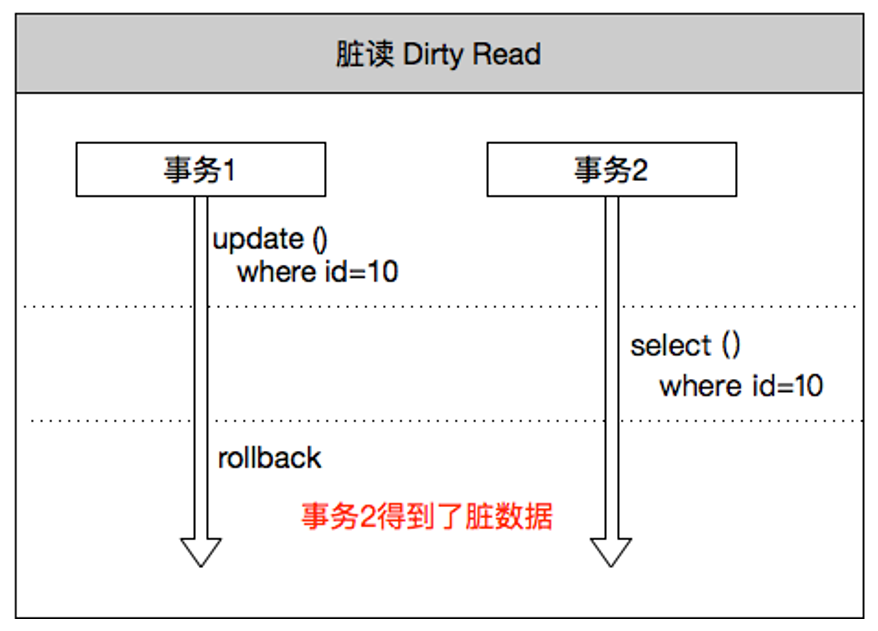 脏读 Dirty Read
事务1
事务2
update ()
where id=10
select ()
where id=10
rollback
事务2得到了脏数据